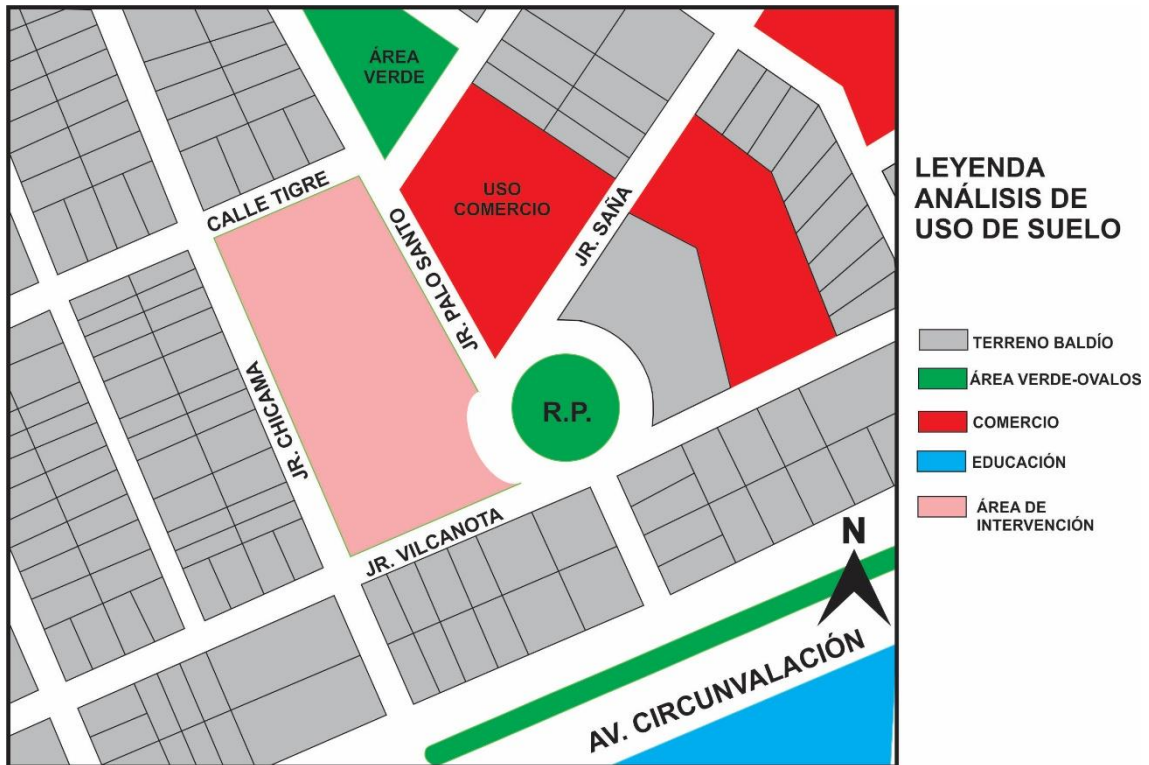 ÁREA
VERDE
CALLE TIGRE
USO
COMERCIO
JR. PALO SANTO
JR. SAÑA
JR. CHICAMA
R.P.
JR. VILCANOTA
N
AV. CIRCUNVALACIÓN
LEYENDA
ANÁLISIS DE
USO DE SUELO
TERRENO BALDÍO
ÁREA VERDE-OVALOS
COMERCIO
EDUCACIÓN
ÁREA DE
INTERVENCIÓN